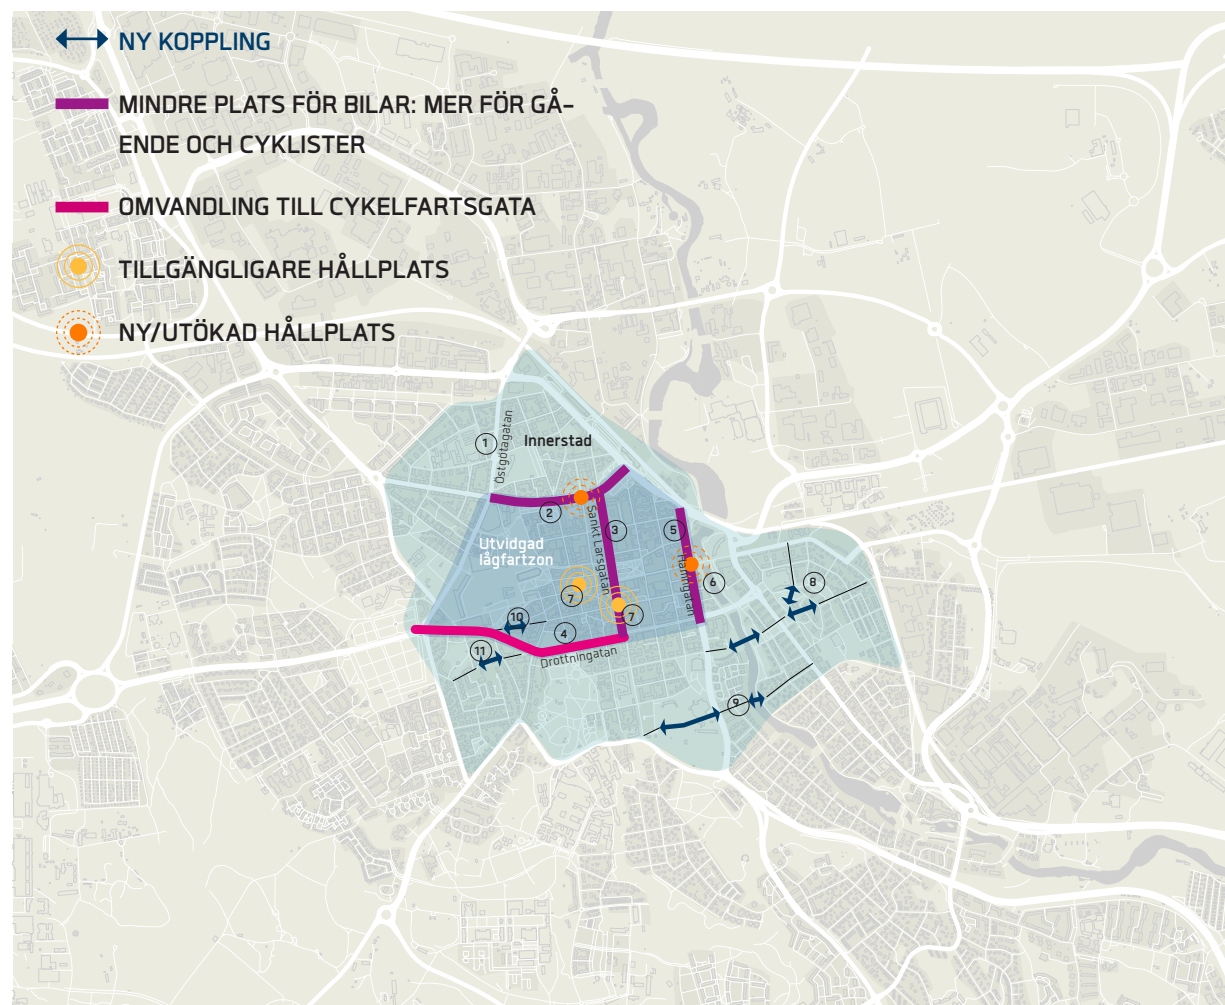 NY KOPPLING
MINDRE PLATS FÖR BILAR: MER FÖR GÅ-
ENDE OCH CYKLISTER
OMVANDLING TILL CYKELFARTSGATA
TILLGÄNGLIGARE HÅLLPLATS
NY/UTÖKAD HÅLLPLATS
1
Östgötagatan
Innerstad
2
Sankt Larsgatan
3
5
Utvidgad
lågfartzon
Hamngatan
6
7
7
8
10
4
11
Drottningatan
9